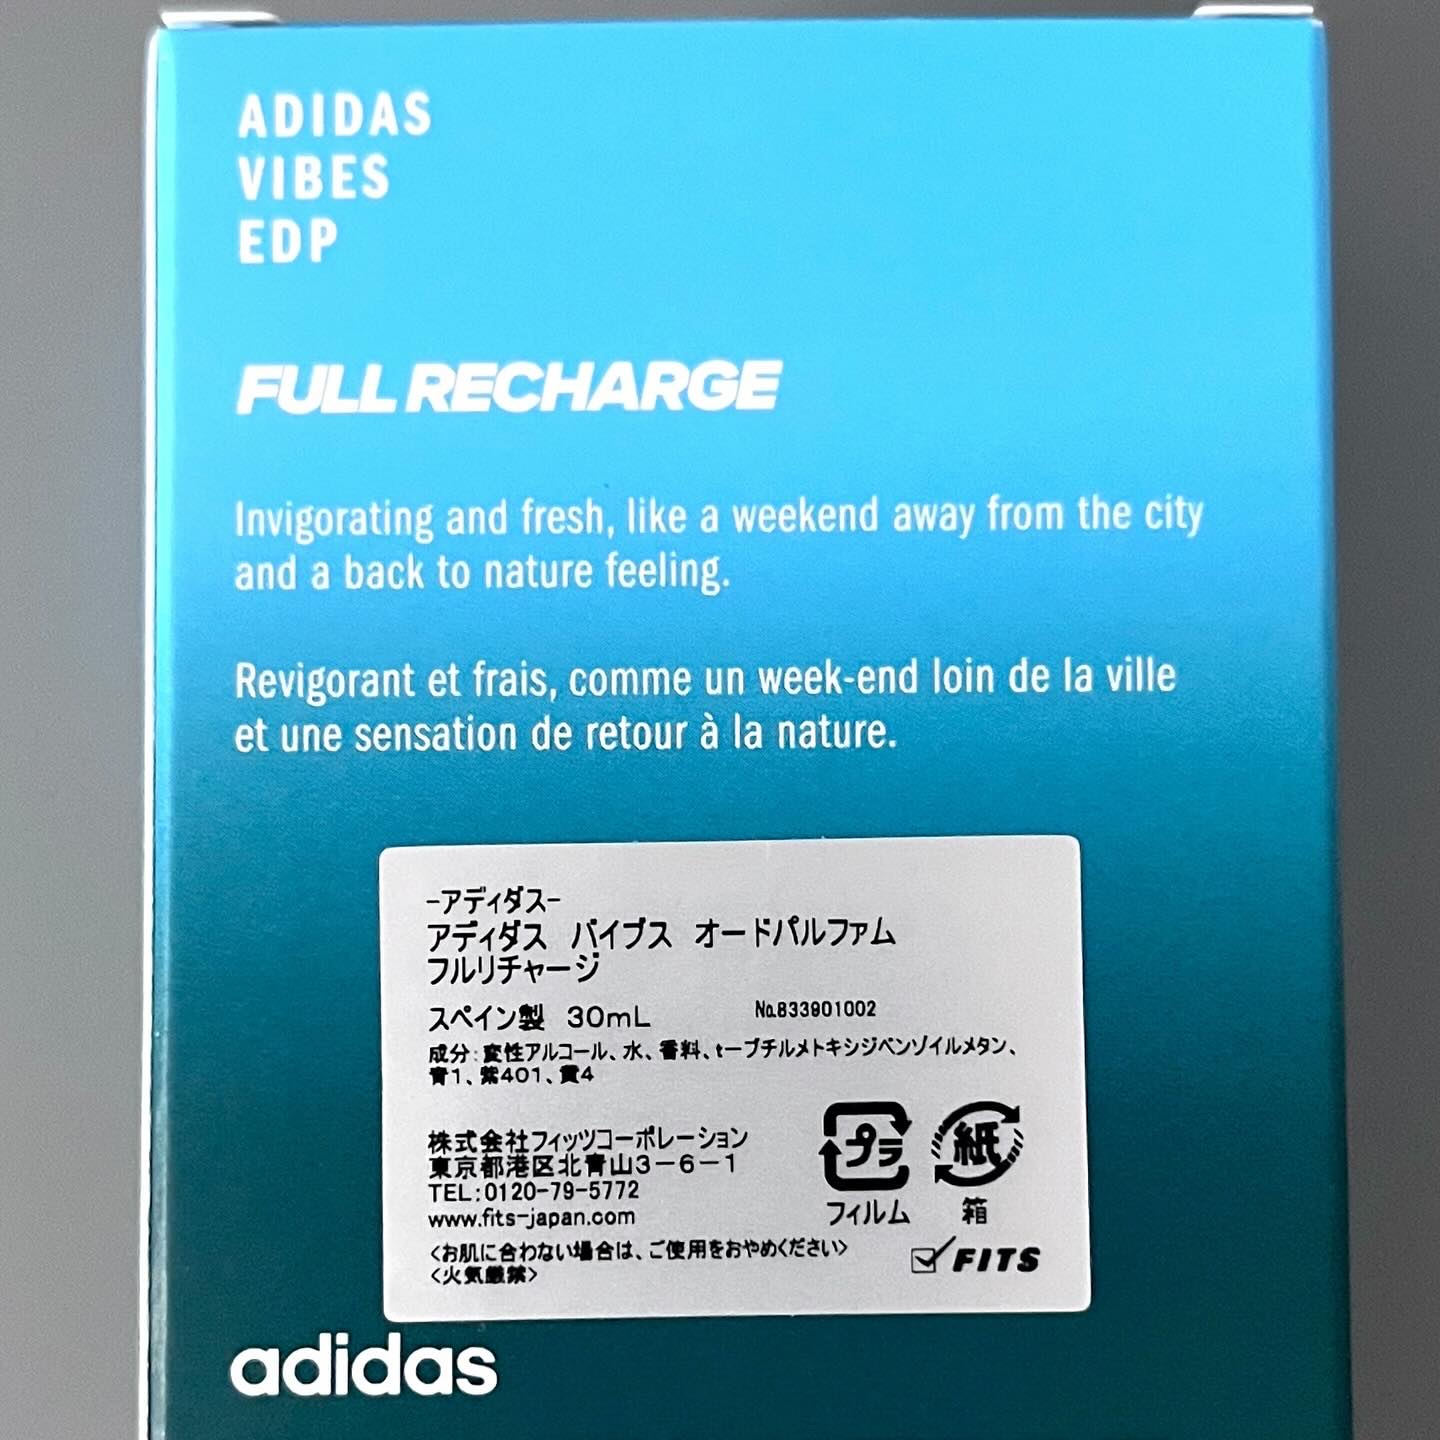 ADIDAS
VIBES
EDP
FULL RECHARGE
Invigorating and fresh, like a weekend away from the city
and a back to nature feeling.
Revigorant et frais, comme un week-end loin de la ville
et une sensation de retour à la nature.
-アディダス-
アディダス バイブス オードパルファム
フルリチャージ
スペイン製 30mL No.833901002
成分:変性アルコール、水、香料、t-ブチルメトキシジベンゾイルメタン、
青1、紫401、黄4
株式会社フィッツコーポレーション
東京都港区北青山3-6-1
TEL:0120-79-5772
www.fits-japan.com
プラ 紙
フィルム 箱
<お肌に合わない場合は、ご使用をおやめください>
<火気厳禁>
FITS
adidas